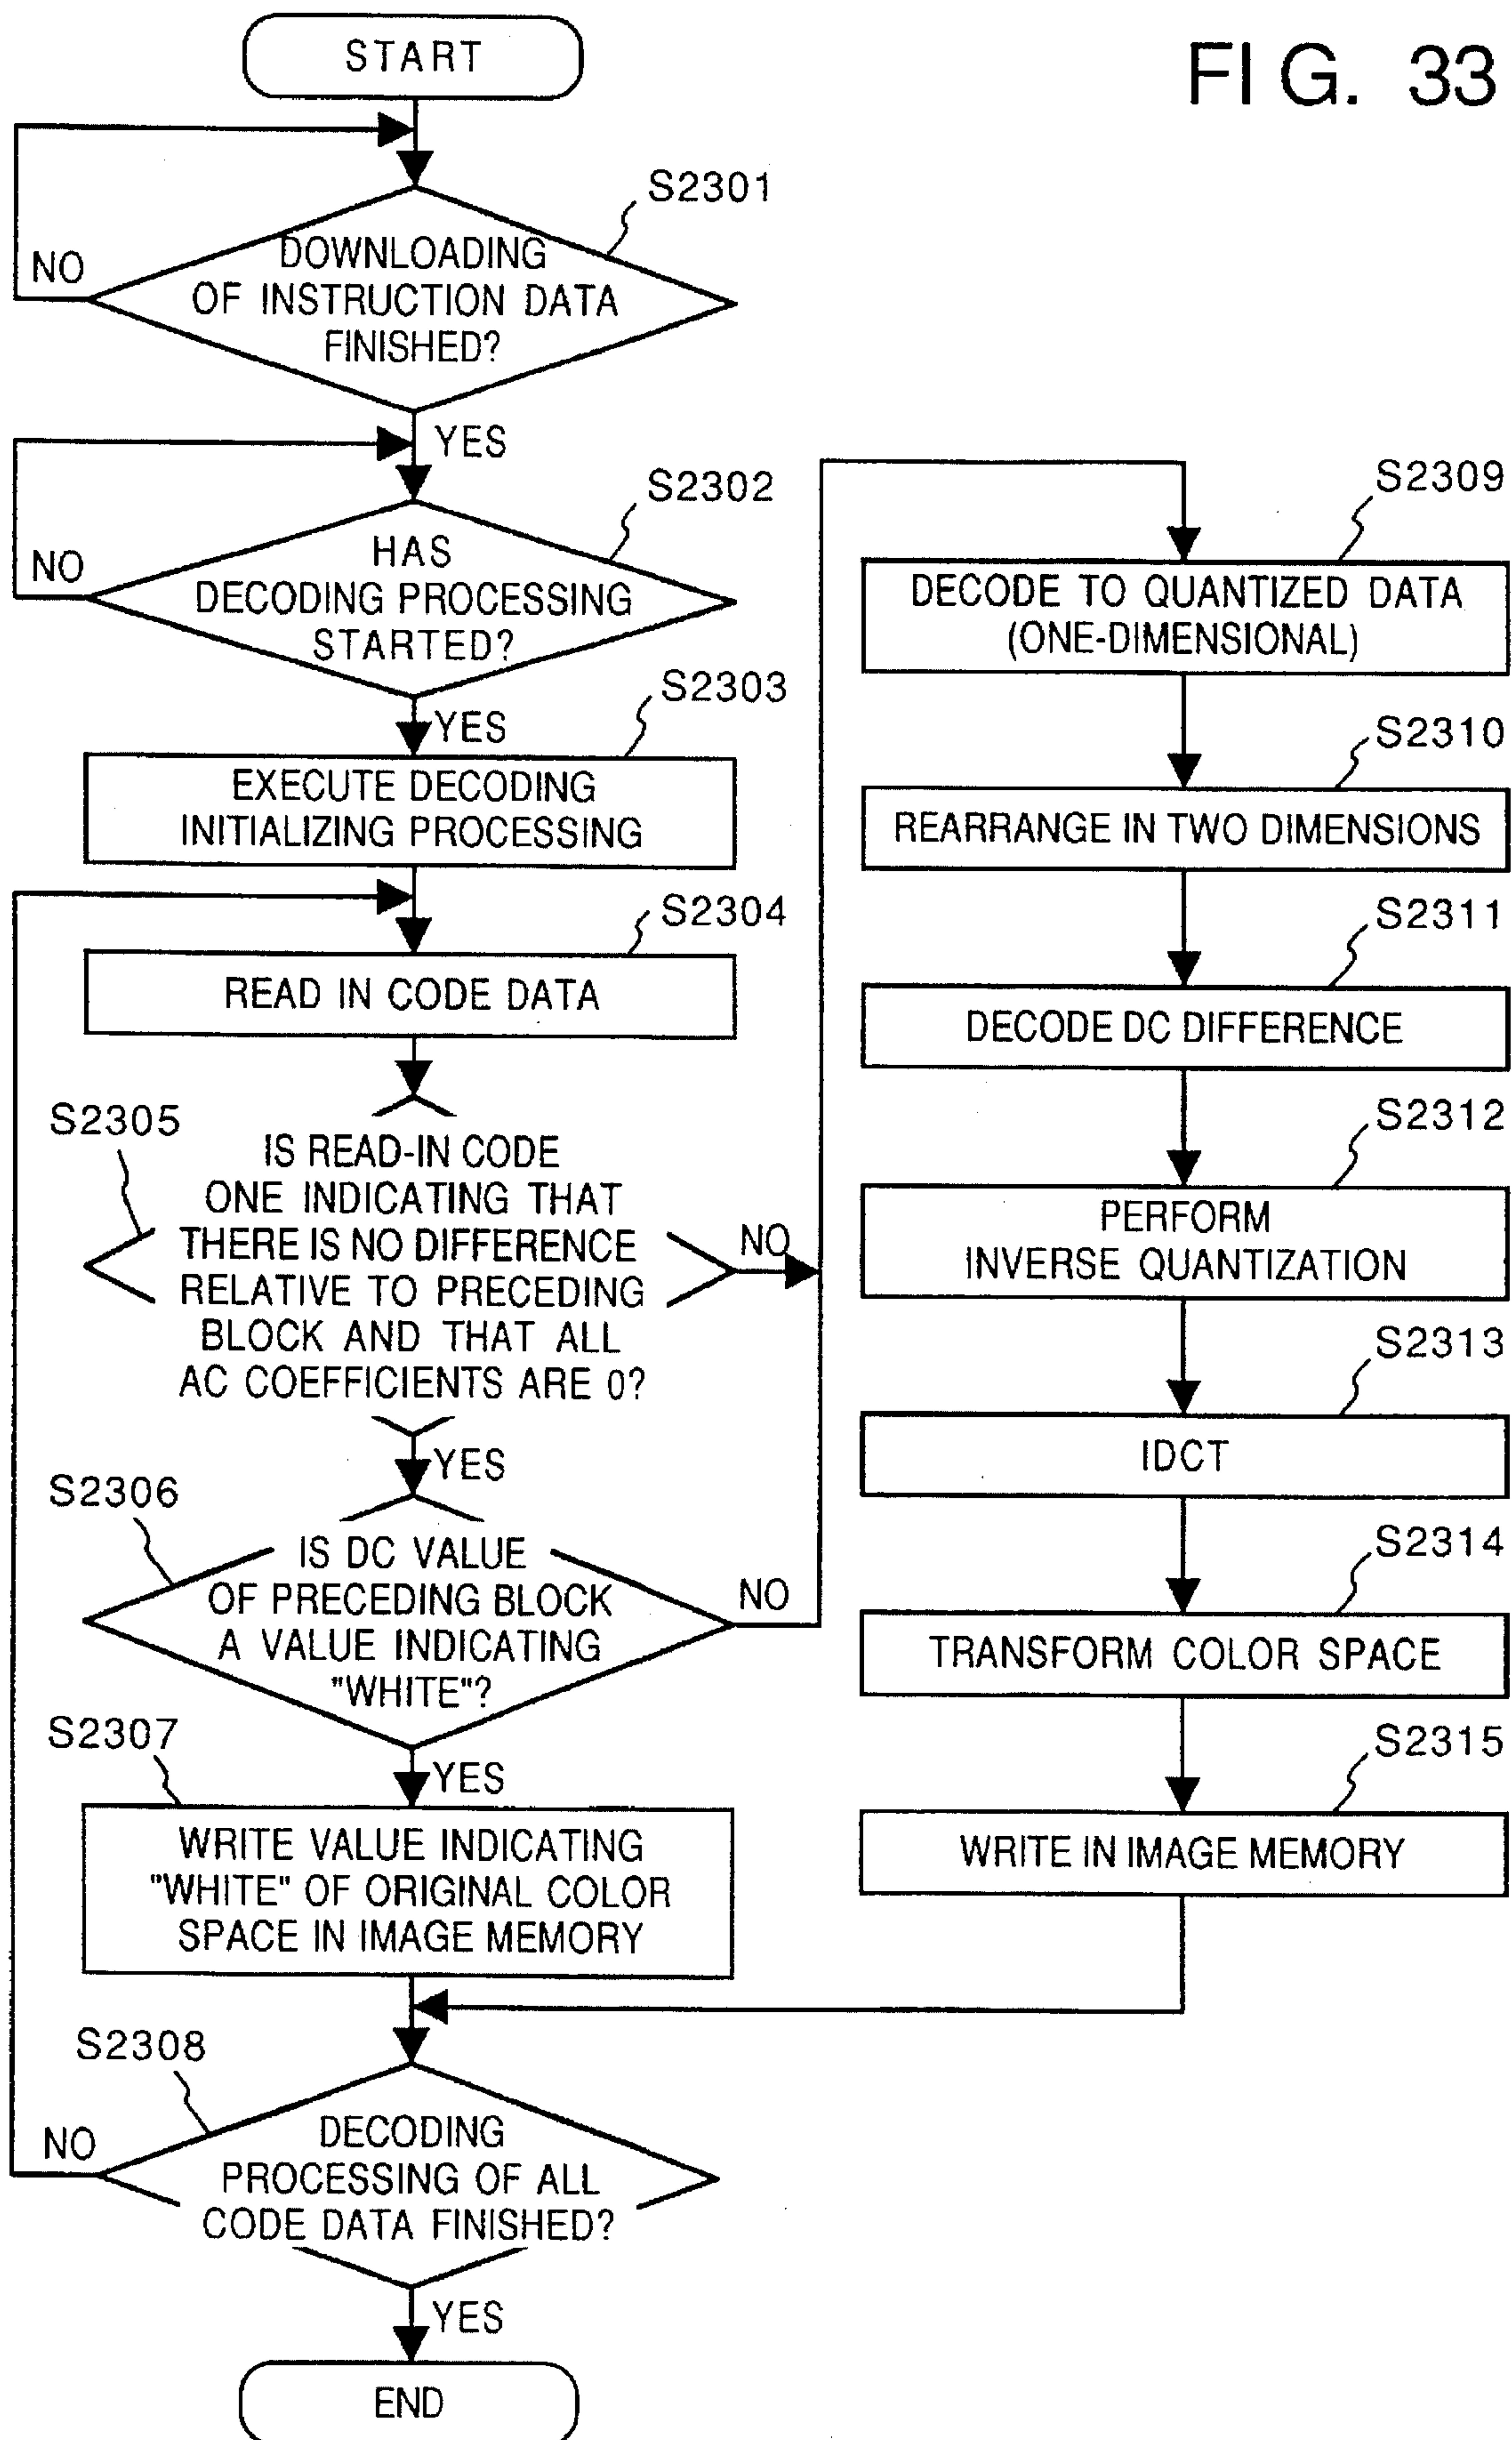 FIG. 33
START
S2301
DOWNLOADING
OF INSTRUCTION DATA
FINISHED?
NO
YES
S2302
HAS
DECODING PROCESSING
STARTED?
NO
YES
S2303
EXECUTE DECODING
INITIALIZING PROCESSING
S2304
READ IN CODE DATA
S2305
IS READ-IN CODE
ONE INDICATING THAT
THERE IS NO DIFFERENCE
RELATIVE TO PRECEDING
BLOCK AND THAT ALL
AC COEFFICIENTS ARE 0?
NO
YES
S2306
IS DC VALUE
OF PRECEDING BLOCK
A VALUE INDICATING
"WHITE"?
NO
YES
S2307
WRITE VALUE INDICATING
"WHITE" OF ORIGINAL COLOR
SPACE IN IMAGE MEMORY
S2308
DECODING
PROCESSING OF ALL
CODE DATA FINISHED?
NO
YES
END
S2309
DECODE TO QUANTIZED DATA
(ONE-DIMENSIONAL)
S2310
REARRANGE IN TWO DIMENSIONS
S2311
DECODE DC DIFFERENCE
S2312
PERFORM
INVERSE QUANTIZATION
S2313
IDCT
S2314
TRANSFORM COLOR SPACE
S2315
WRITE IN IMAGE MEMORY